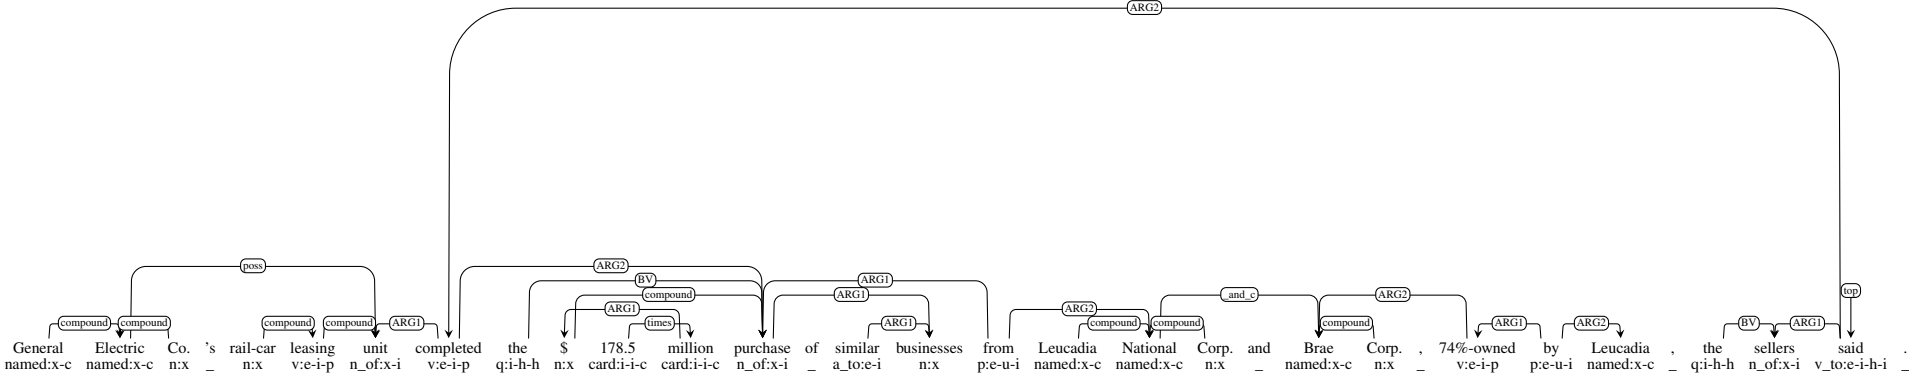 ARG2
poss ARG2
BV ARG1
compound ARG1 _and_c ARG2 top
ARG1 ARG2
compound compound compound compound ARG1 times ARG1 compound compound compound ARG1 ARG2 BV ARG1
General Electric Co. 's rail-car leasing unit completed the $ 178.5 million purchase of similar businesses from Leucadia National Corp. and Brae Corp. , 74%-owned by Leucadia , the sellers said .
named:x-c named:x-c n:x _ n:x v:e-i-p n_of:x-i v:e-i-p q:i-h-h n:x card:i-i-c card:i-i-c n_of:x-i _ a_to:e-i n:x p:e-u-i named:x-c named:x-c n:x _ named:x-c n:x _ v:e-i-p p:e-u-i named:x-c _ q:i-h-h n_of:x-i v_to:e-i-h-i _